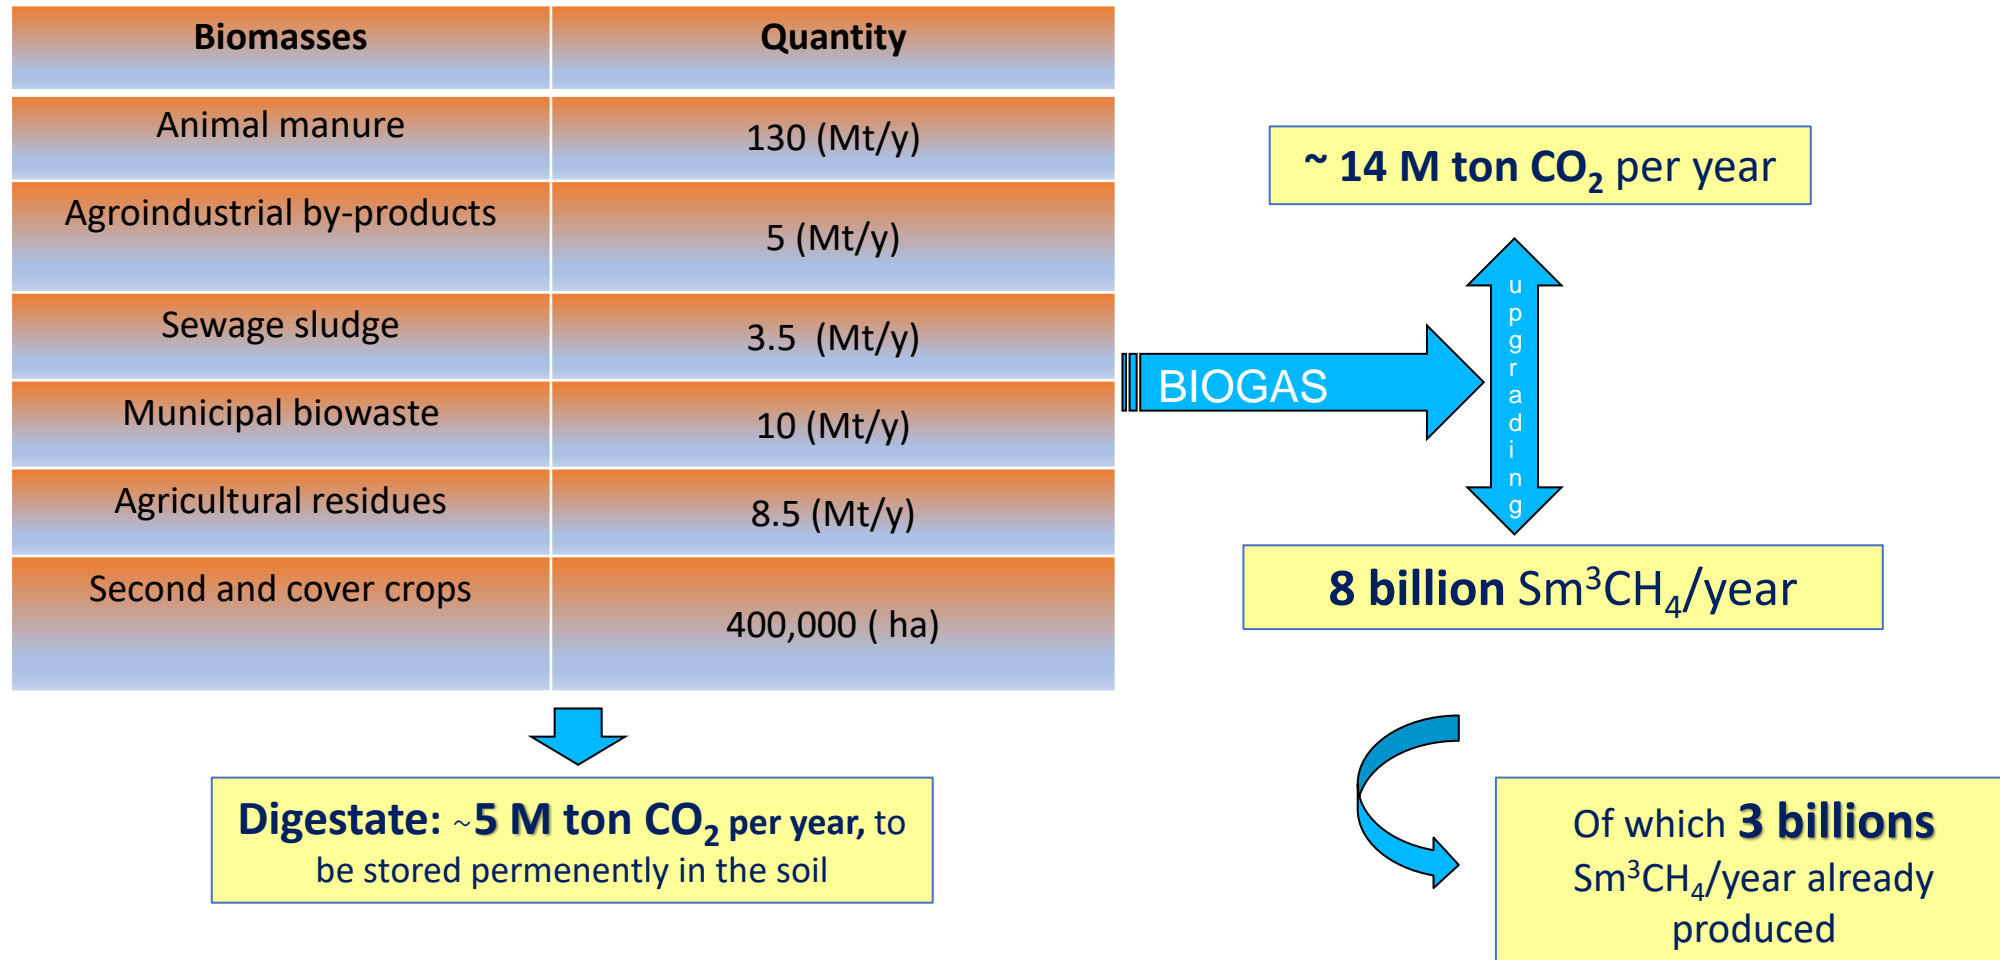 Biomasses Quantity
Animal manure 130 (Mt/y)
Agroindustrial by-products 5 (Mt/y)
Sewage sludge 3.5 (Mt/y)
Municipal biowaste 10 (Mt/y)
Agricultural residues 8.5 (Mt/y)
Second and cover crops 400,000 ( ha)
BIOGAS
upgrading
~ 14 M ton CO₂ per year
8 billion Sm³CH₄/year
Of which 3 billions
Sm³CH₄/year already
produced
Digestate: ~5 M ton CO₂ per year, to
be stored permenently in the soil